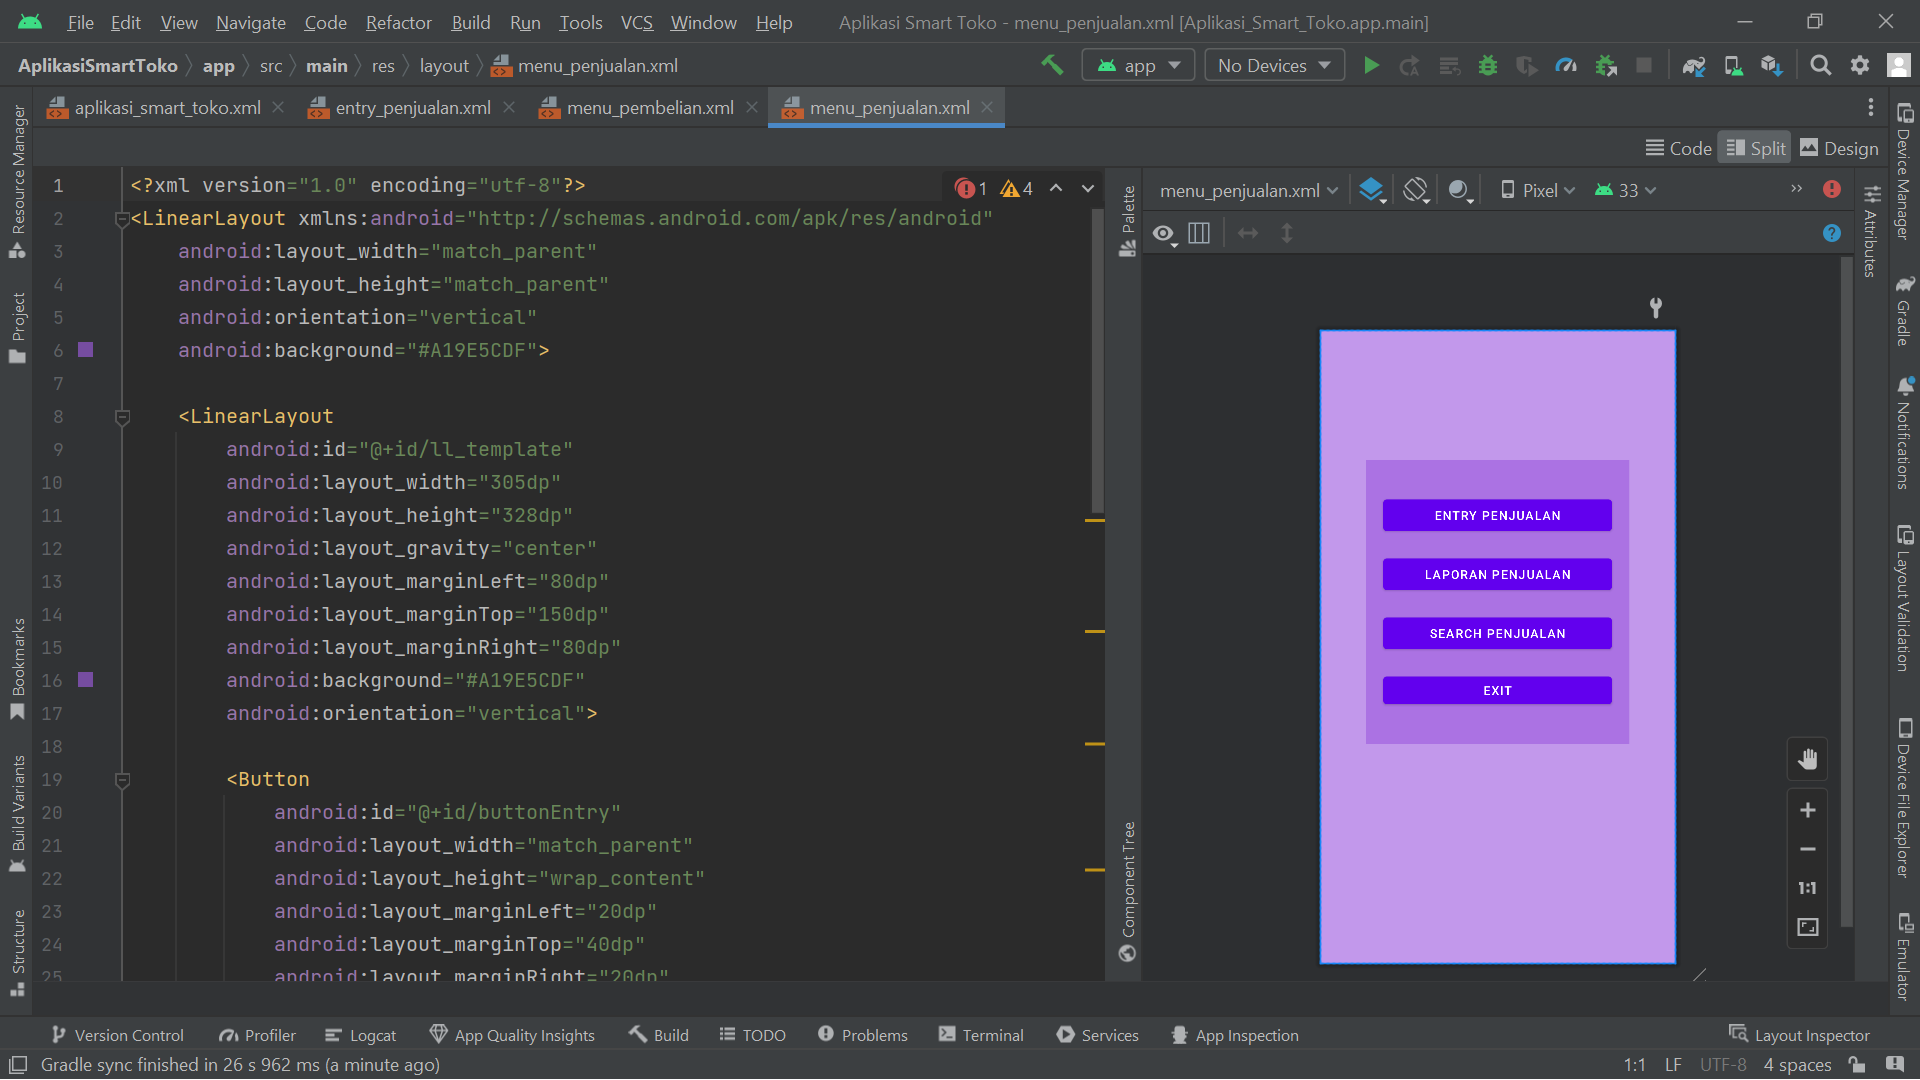 File Edit View Navigate Code Refactor Build Run Tools VCS Window Help Aplikasi Smart Toko - menu_penjualan.xml [Aplikasi_Smart_Toko.app.main]
AplikasiSmartToko app src main res layout menu_penjualan.xml app No Devices
aplikasi_smart_toko.xml entry_penjualan.xml menu_pembelian.xml menu_penjualan.xml
Code Split Design
1 <?xml version="1.0" encoding="utf-8"?>
2 <LinearLayout xmlns:android="http://schemas.android.com/apk/res/android"
3 android:layout_width="match_parent"
4 android:layout_height="match_parent"
5 android:orientation="vertical"
6 android:background="#A19E5CDF">
7
8 <LinearLayout
9 android:id="@+id/ll_template"
10 android:layout_width="305dp"
11 android:layout_height="328dp"
12 android:layout_gravity="center"
13 android:layout_marginLeft="80dp"
14 android:layout_marginTop="150dp"
15 android:layout_marginRight="80dp"
16 android:background="#A19E5CDF"
17 android:orientation="vertical">
18
19 <Button
20 android:id="@+id/buttonEntry"
21 android:layout_width="match_parent"
22 android:layout_height="wrap_content"
23 android:layout_marginLeft="20dp"
24 android:layout_marginTop="40dp"
25 android:layout_marginRight="20dp"
1 4
menu_penjualan.xml Pixel 33
ENTRY PENJUALAN
LAPORAN PENJUALAN
SEARCH PENJUALAN
EXIT
1:1
Resource Manager
Project
Bookmarks
Build Variants
Structure
Palette
Component Tree
Attributes
Device Manager
Gradle
Notifications
Layout Validation
Device File Explorer
Emulator
Version Control Profiler Logcat App Quality Insights Build TODO Problems Terminal Services App Inspection Layout Inspector
Gradle sync finished in 26 s 962 ms (a minute ago) 1:1 LF UTF-8 4 spaces